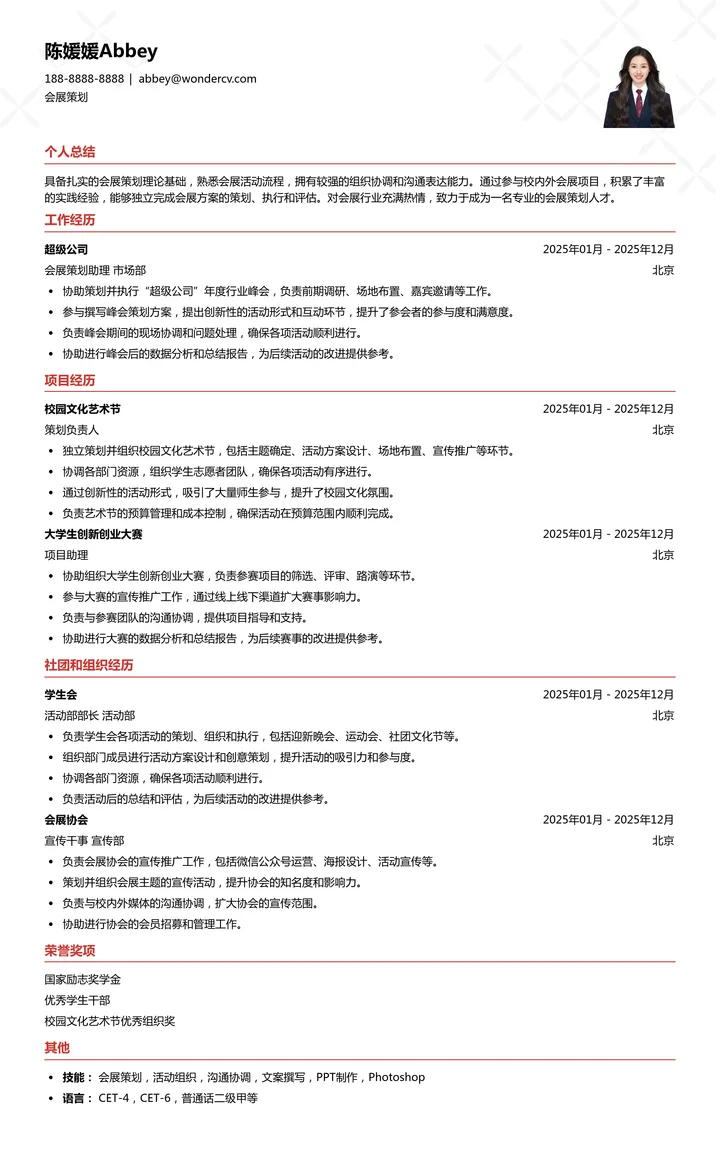 陈媛媛Abbey
188-8888-8888 | abbey@wondercv.com
会展策划
个人总结
具备扎实的会展策划理论基础，熟悉会展活动流程，拥有较强的组织协调和沟通表达能力。通过参与校内外会展项目，积累了丰富
的实践经验，能够独立完成会展方案的策划、执行和评估。对会展行业充满热情，致力于成为一名专业的会展策划人才。
工作经历
超级公司 2025年01月 - 2025年12月
会展策划助理 市场部 北京
• 协助策划并执行“超级公司”年度行业峰会，负责前期调研、场地布置、嘉宾邀请等工作。
• 参与撰写峰会策划方案，提出创新性的活动形式和互动环节，提升了参会者的参与度和满意度。
• 负责峰会期间的现场协调和问题处理，确保各项活动顺利进行。
• 协助进行峰会后的数据分析和总结报告，为后续活动的改进提供参考。
项目经历
校园文化艺术节 2025年01月 - 2025年12月
策划负责人 北京
• 独立策划并组织校园文化艺术节，包括主题确定、活动方案设计、场地布置、宣传推广等环节。
• 协调各部门资源，组织学生志愿者团队，确保各项活动有序进行。
• 通过创新性的活动形式，吸引了大量师生参与，提升了校园文化氛围。
• 负责艺术节的预算管理和成本控制，确保活动在预算范围内顺利完成。
大学生创新创业大赛 2025年01月 - 2025年12月
项目助理 北京
• 协助组织大学生创新创业大赛，负责参赛项目的筛选、评审、路演等环节。
• 参与大赛的宣传推广工作，通过线上线下渠道扩大赛事影响力。
• 负责与参赛团队的沟通协调，提供项目指导和支持。
• 协助进行大赛的数据分析和总结报告，为后续赛事的改进提供参考。
社团和组织经历
学生会 2025年01月 - 2025年12月
活动部部长 活动部 北京
• 负责学生会各项活动的策划、组织和执行，包括迎新晚会、运动会、社团文化节等。
• 组织部门成员进行活动方案设计和创意策划，提升活动的吸引力和参与度。
• 协调各部门资源，确保各项活动顺利进行。
• 负责活动后的总结和评估，为后续活动的改进提供参考。
会展协会 2025年01月 - 2025年12月
宣传干事 宣传部 北京
• 负责会展协会的宣传推广工作，包括微信公众号运营、海报设计、活动宣传等。
• 策划并组织会展主题的宣传活动，提升协会的知名度和影响力。
• 负责与校内外媒体的沟通协调，扩大协会的宣传范围。
• 协助进行协会的会员招募和管理工作。
荣誉奖项
国家励志奖学金
优秀学生干部
校园文化艺术节优秀组织奖
其他
• 技能： 会展策划，活动组织，沟通协调，文案撰写，PPT制作，Photoshop
• 语言： CET-4，CET-6，普通话二级甲等